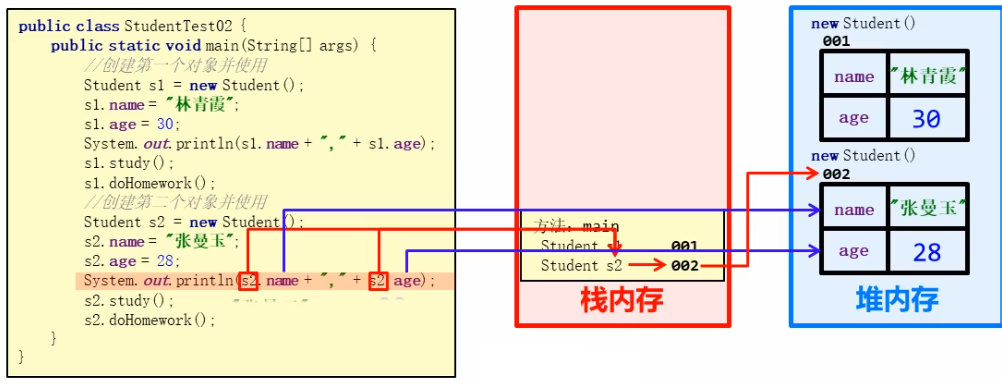 public class StudentTest02 {
public static void main(String[] args) {
//创建第一个对象并使用
Student s1 = new Student();
s1.name = "林青霞";
s1.age = 30;
System.out.println(s1.name + "," + s1.age);
s1.study();
s1.doHomework();
//创建第二个对象并使用
Student s2 = new Student();
s2.name = "张曼玉";
s2.age = 28;
System.out.println(s2.name + "," + s2.age);
s2.study();
s2.doHomework();
}
}
方法：main
Student s1 001
Student s2 002
栈内存
new Student()
001
name "林青霞"
age 30
new Student()
002
name "张曼玉"
age 28
堆内存